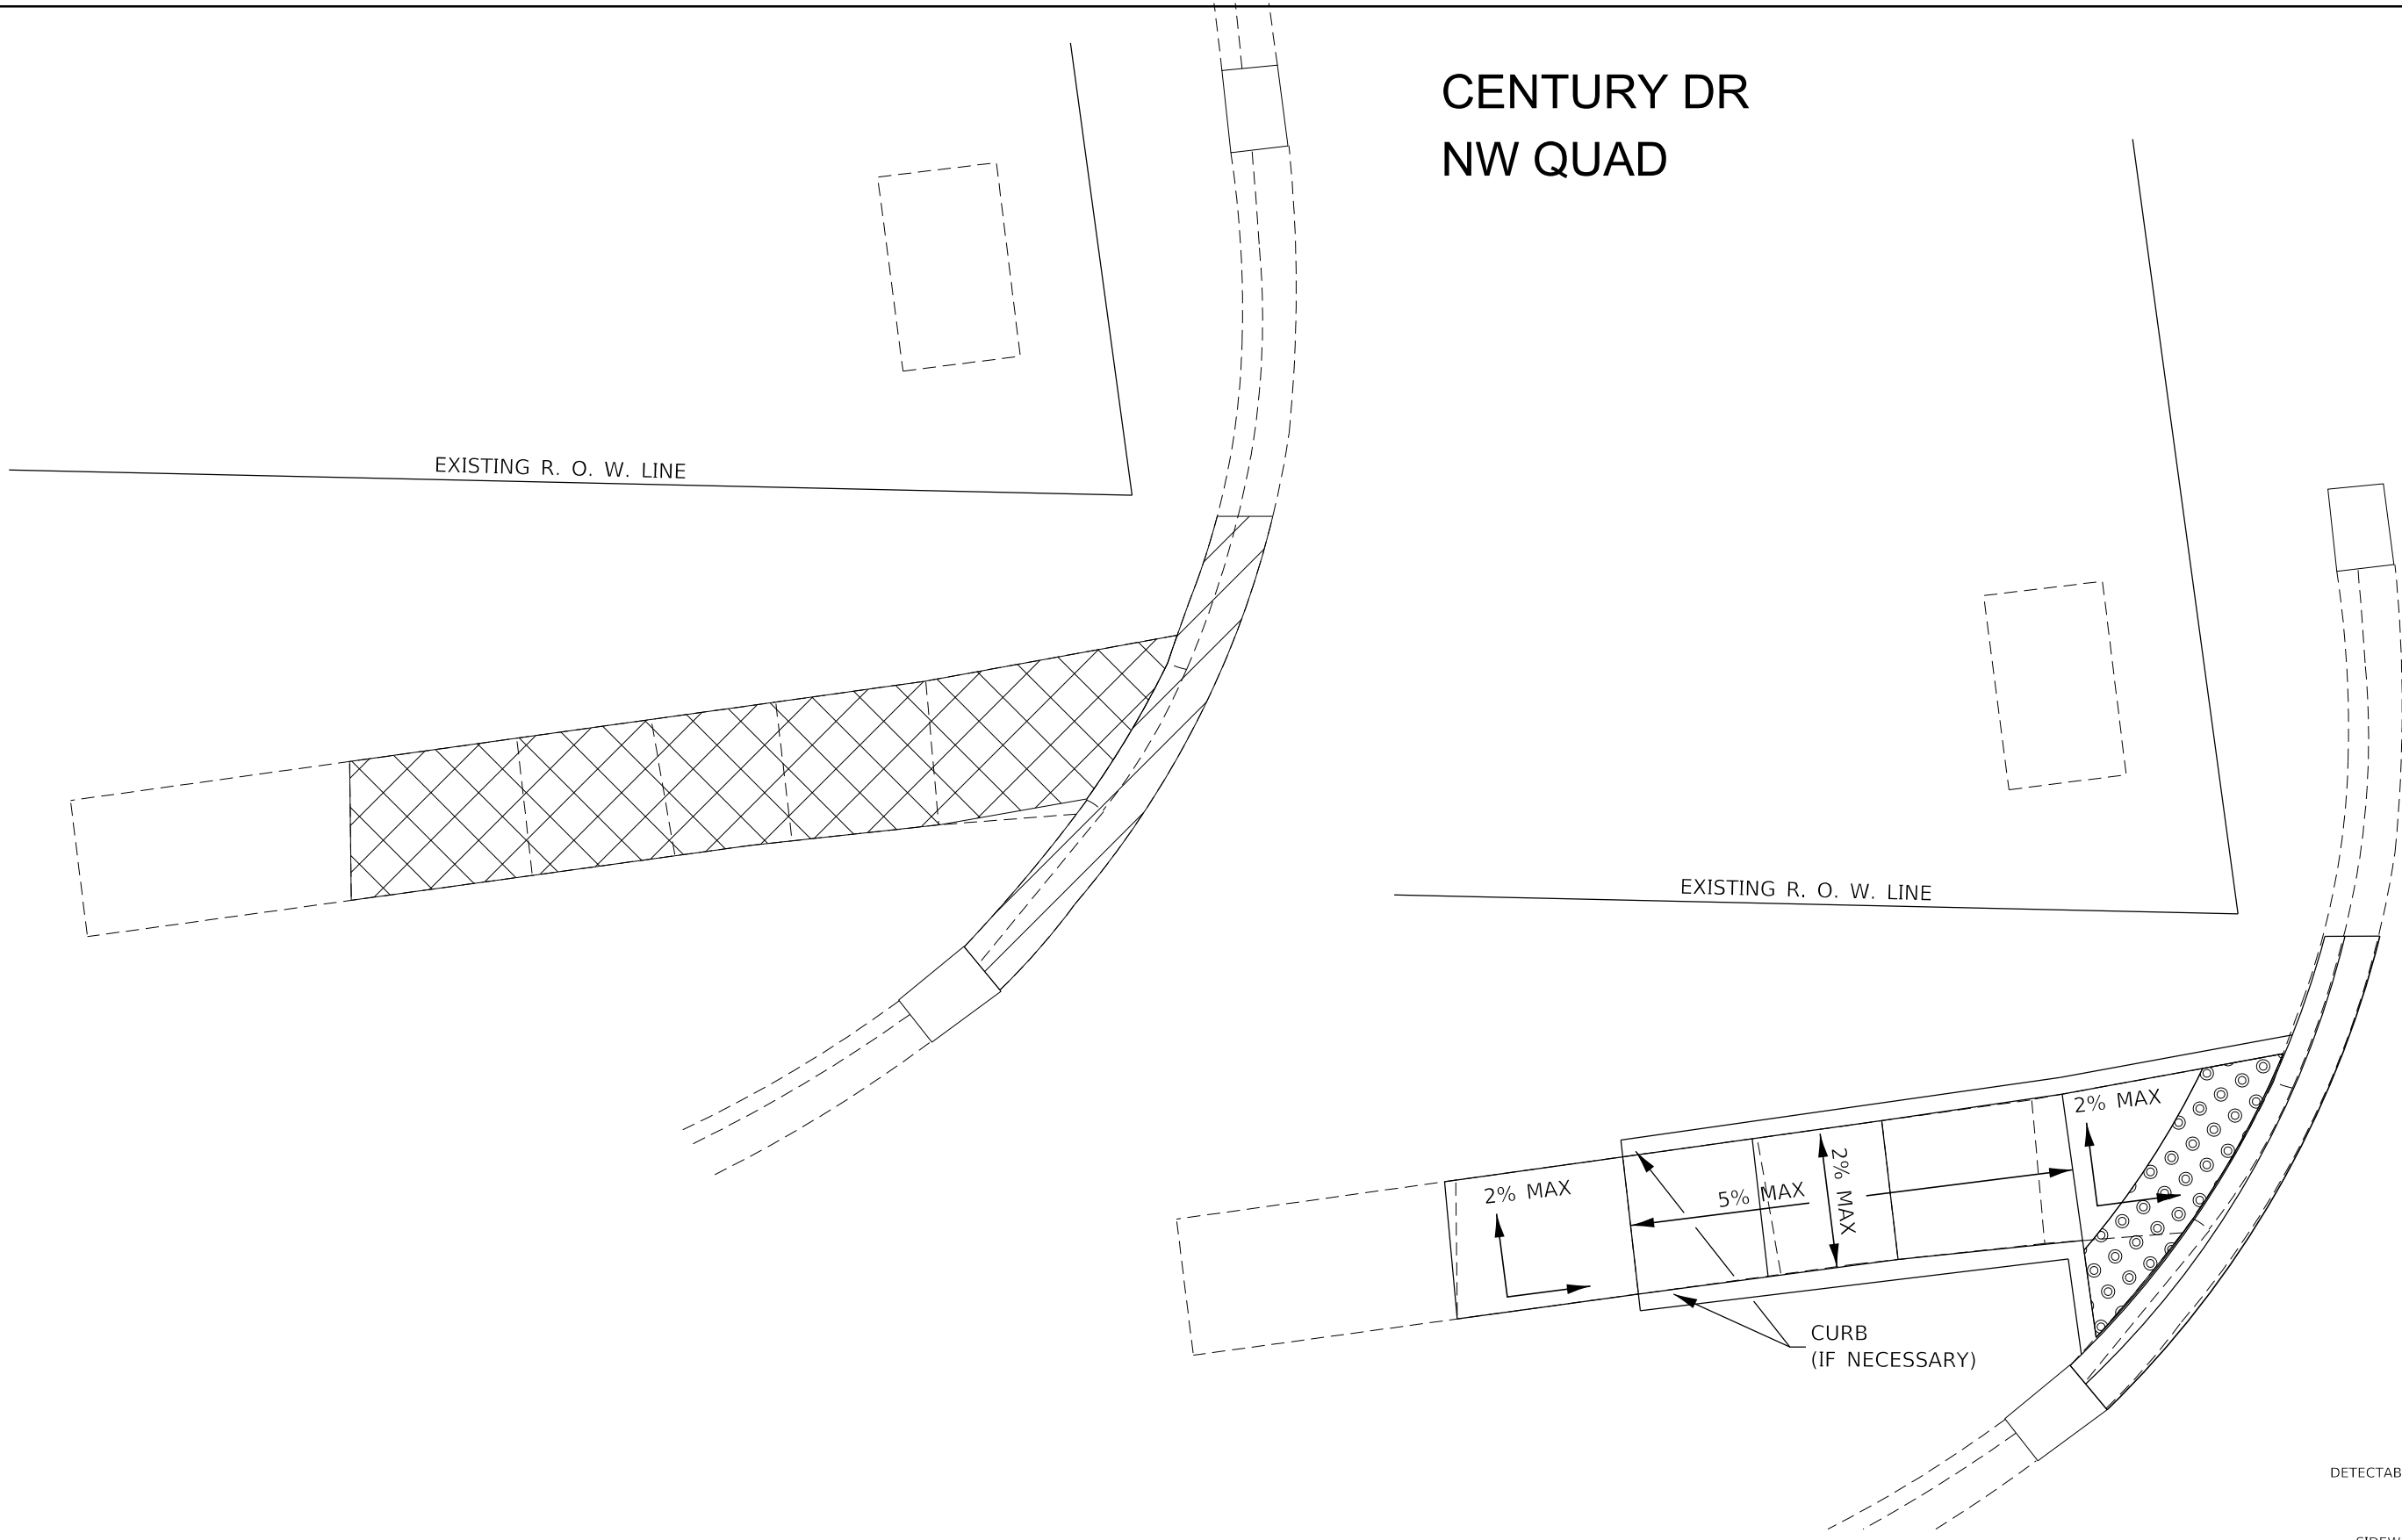 CENTURY DR
NW QUAD
EXISTING R. O. W. LINE
EXISTING R. O. W. LINE
2% MAX
2% MAX
5% MAX
2% MAX
CURB
(IF NECESSARY)
DETECTAB